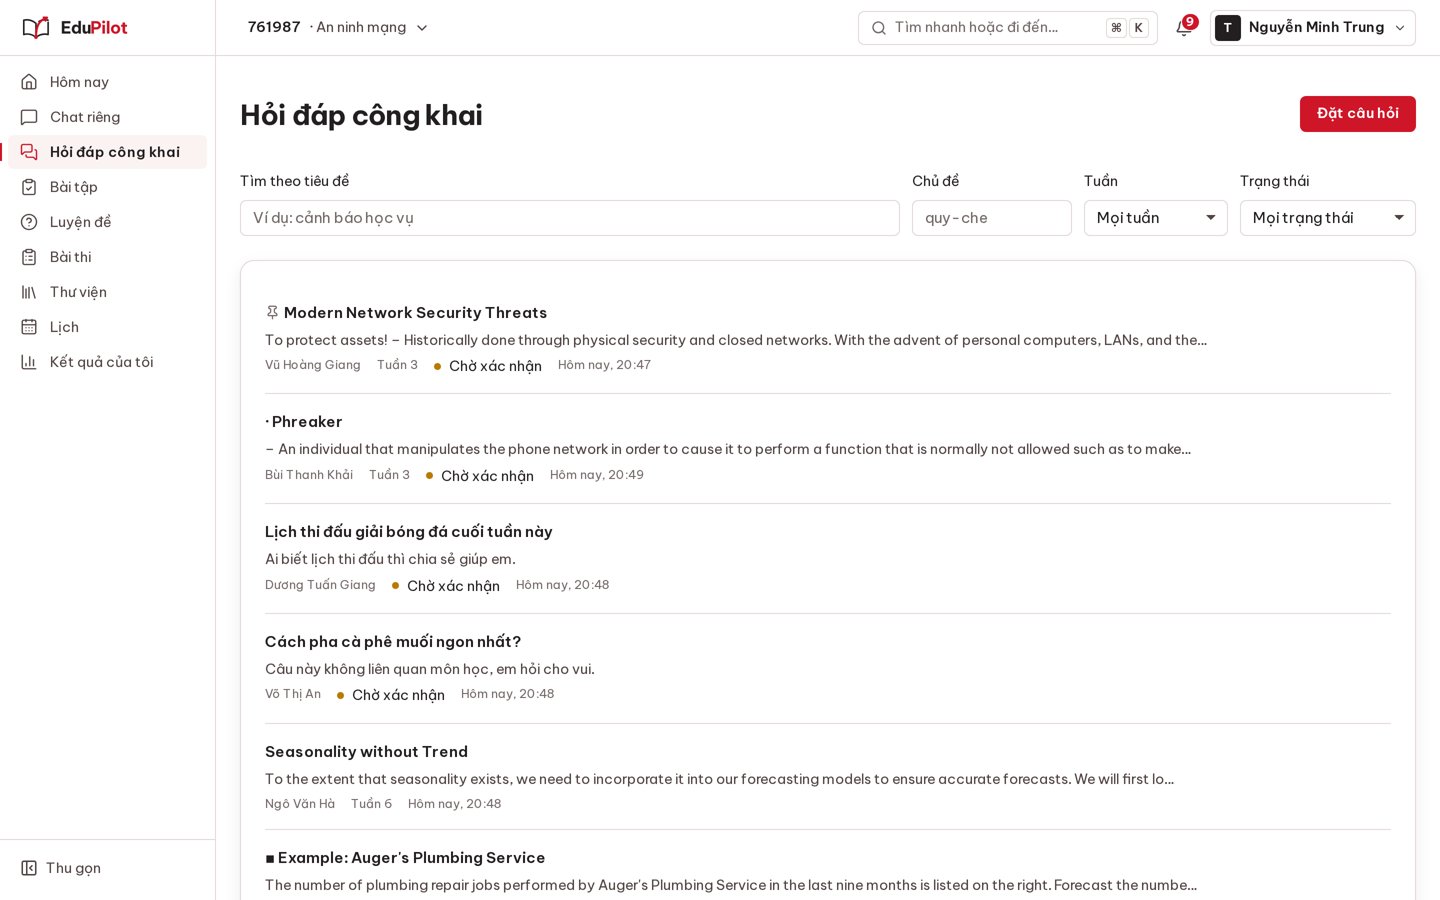 EduPilot
761987 · An ninh mạng
Tìm nhanh hoặc đi đến... ⌘ K
9
T Nguyễn Minh Trung
Hôm nay
Chat riêng
Hỏi đáp công khai
Bài tập
Luyện đề
Bài thi
Thư viện
Lịch
Kết quả của tôi
Thu gọn
Hỏi đáp công khai
Đặt câu hỏi
Tìm theo tiêu đề
Ví dụ: cảnh báo học vụ
Chủ đề
quy-che
Tuần
Mọi tuần
Trạng thái
Mọi trạng thái
Modern Network Security Threats
To protect assets! – Historically done through physical security and closed networks. With the advent of personal computers, LANs, and the...
Vũ Hoàng Giang Tuần 3 Chờ xác nhận Hôm nay, 20:47
· Phreaker
– An individual that manipulates the phone network in order to cause it to perform a function that is normally not allowed such as to make...
Bùi Thanh Khải Tuần 3 Chờ xác nhận Hôm nay, 20:49
Lịch thi đấu giải bóng đá cuối tuần này
Ai biết lịch thi đấu thì chia sẻ giúp em.
Dương Tuấn Giang Chờ xác nhận Hôm nay, 20:48
Cách pha cà phê muối ngon nhất?
Câu này không liên quan môn học, em hỏi cho vui.
Võ Thị An Chờ xác nhận Hôm nay, 20:48
Seasonality without Trend
To the extent that seasonality exists, we need to incorporate it into our forecasting models to ensure accurate forecasts. We will first lo...
Ngô Văn Hà Tuần 6 Hôm nay, 20:48
■ Example: Auger's Plumbing Service
The number of plumbing repair jobs performed by Auger's Plumbing Service in the last nine months is listed on the right. Forecast the numbe...